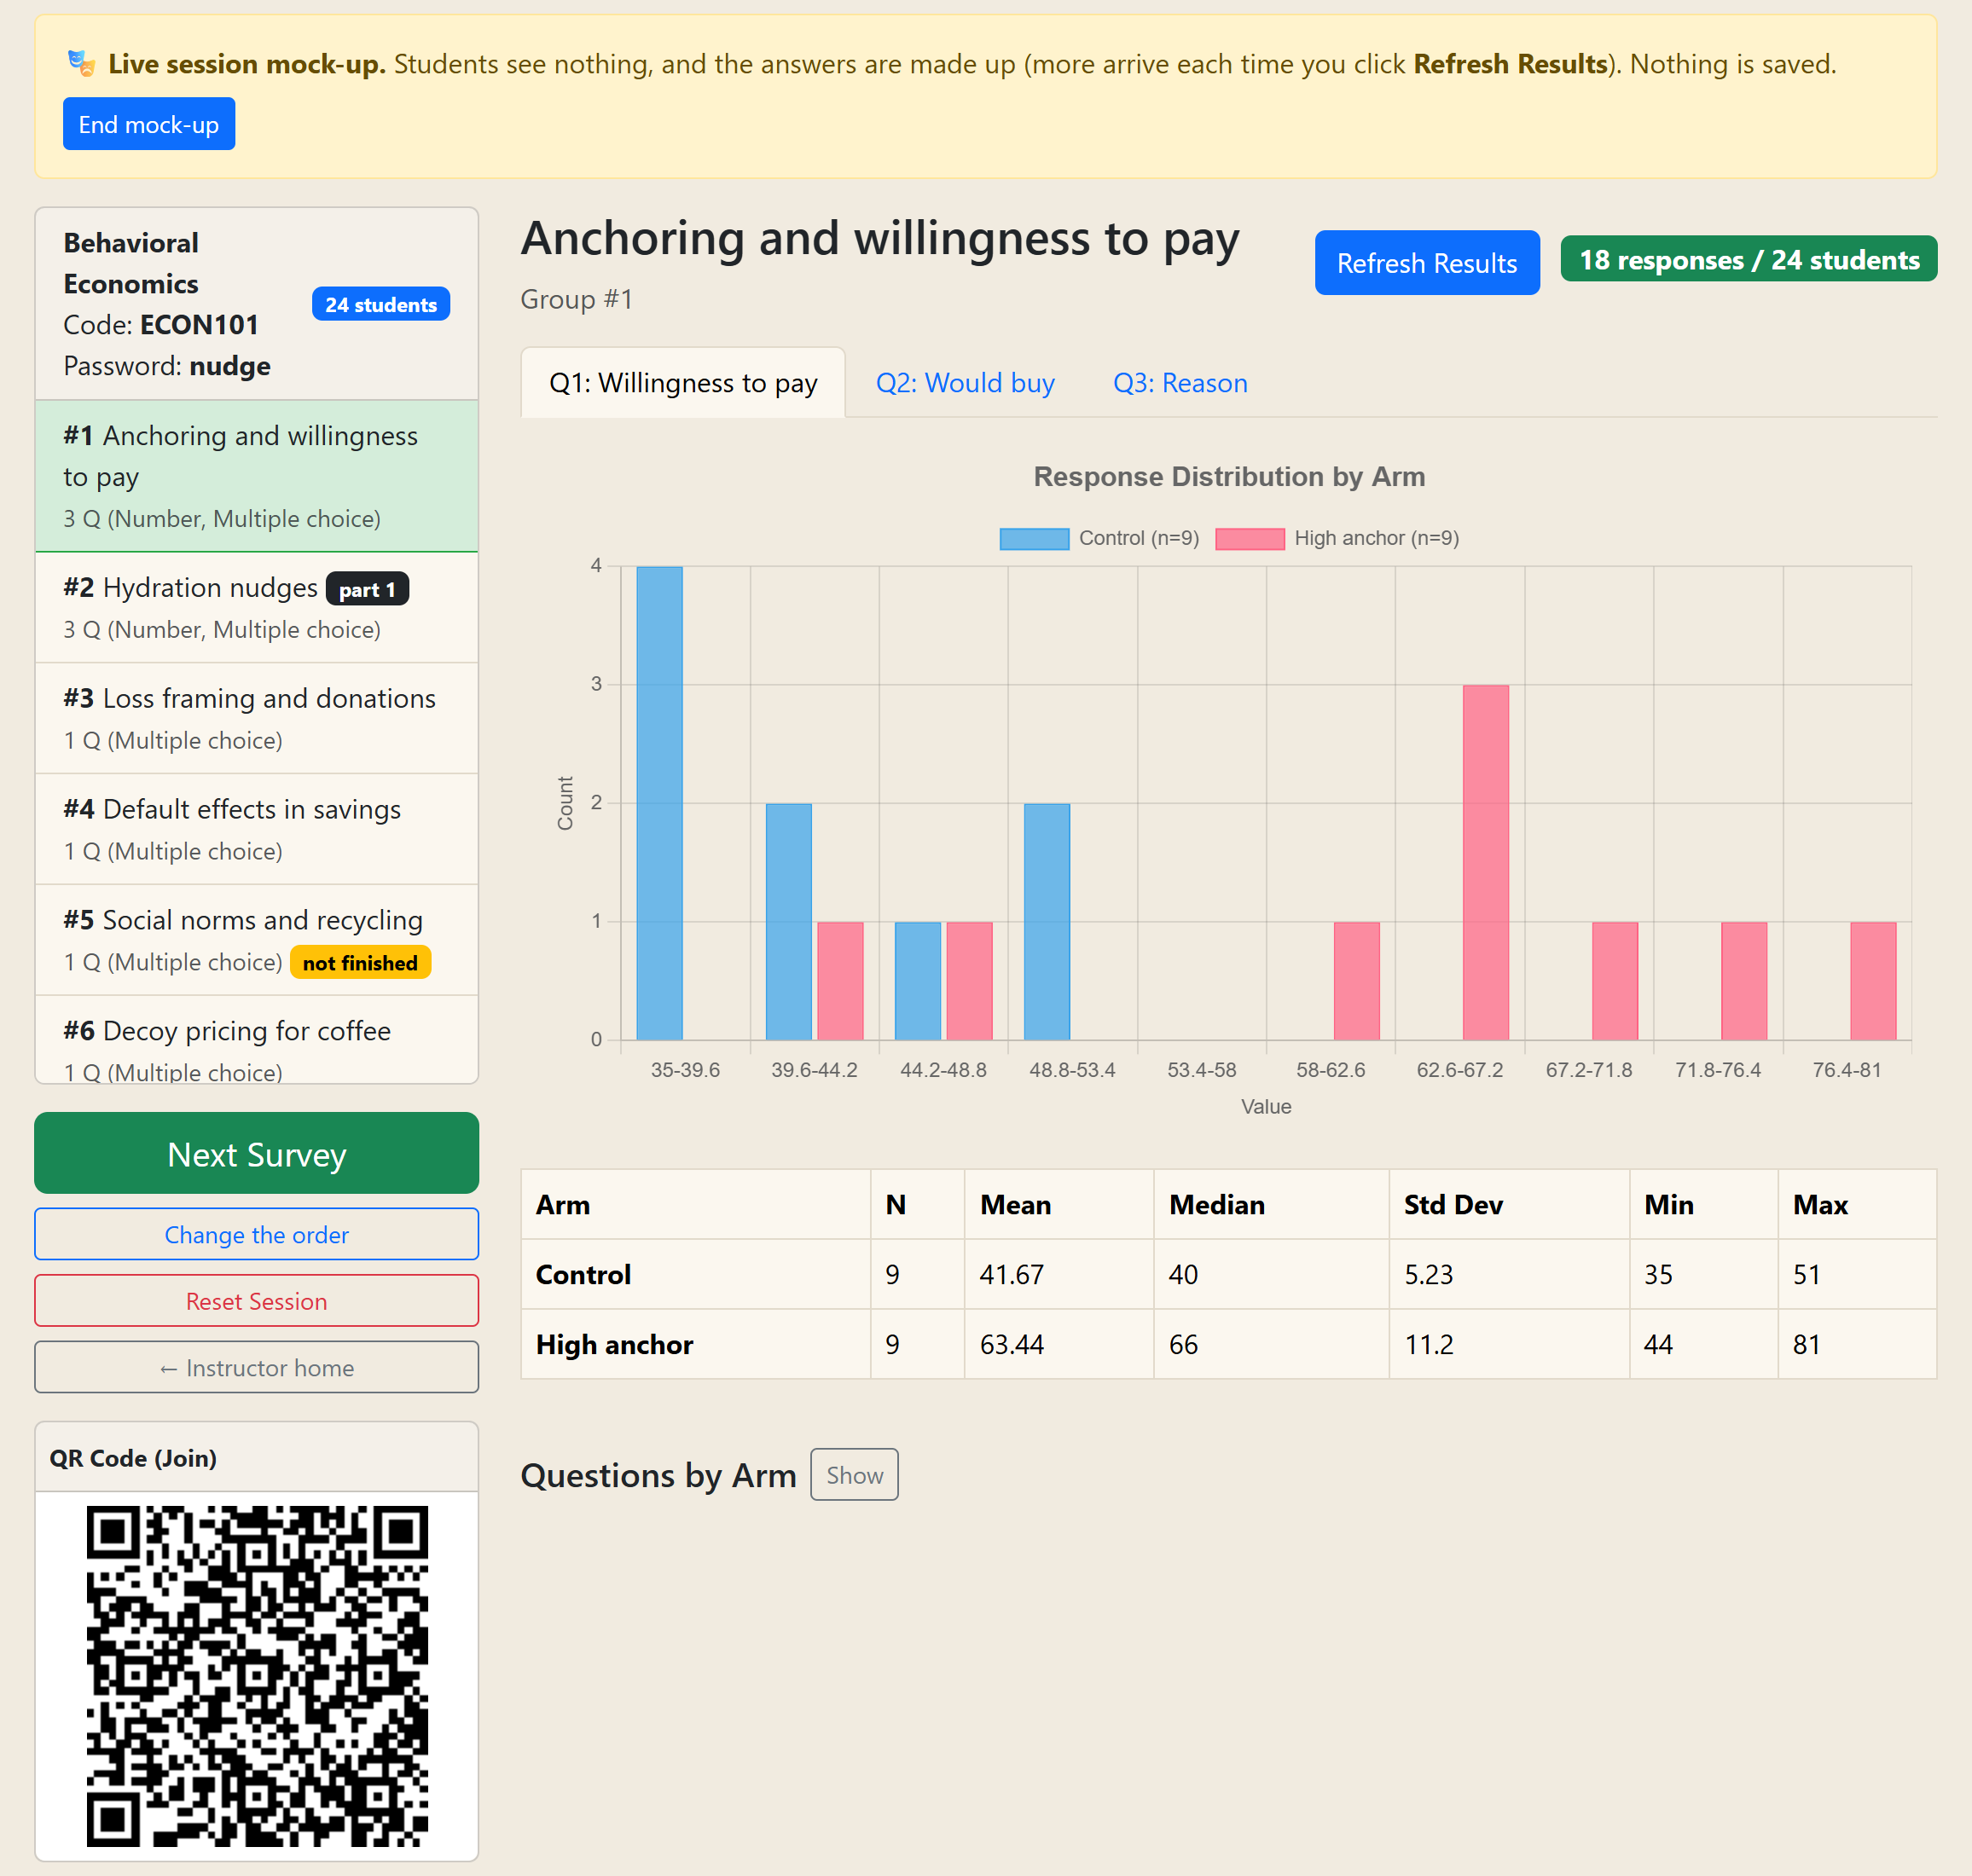 Live session mock-up. Students see nothing, and the answers are made up (more arrive each time you click Refresh Results). Nothing is saved.
End mock-up
Behavioral
Economics
Code: ECON101
Password: nudge
24 students
#1 Anchoring and willingness
to pay
3 Q (Number, Multiple choice)
#2 Hydration nudges part 1
3 Q (Number, Multiple choice)
#3 Loss framing and donations
1 Q (Multiple choice)
#4 Default effects in savings
1 Q (Multiple choice)
#5 Social norms and recycling
1 Q (Multiple choice) not finished
#6 Decoy pricing for coffee
1 Q (Multiple choice)
Next Survey
Change the order
Reset Session
← Instructor home
QR Code (Join)
Anchoring and willingness to pay
Group #1
Refresh Results
18 responses / 24 students
Q1: Willingness to pay Q2: Would buy Q3: Reason
Response Distribution by Arm
Control (n=9) High anchor (n=9)
4
3
2
1
0
Count
35-39.6 39.6-44.2 44.2-48.8 48.8-53.4 53.4-58 58-62.6 62.6-67.2 67.2-71.8 71.8-76.4 76.4-81
Value
Arm N Mean Median Std Dev Min Max
Control 9 41.67 40 5.23 35 51
High anchor 9 63.44 66 11.2 44 81
Questions by Arm Show